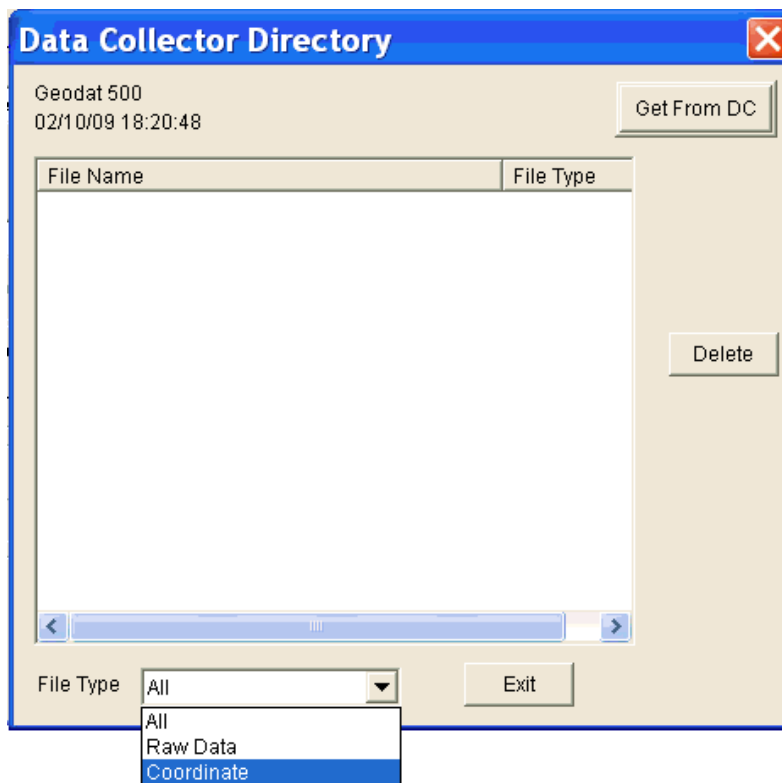 Data Collector Directory
Geodat 500
02/10/09 18:20:48
Get From DC
File Name File Type
Delete
File Type All Exit
All
Raw Data
Coordinate